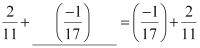 2/11 + (-1/17) = (-1/17) + 2/11